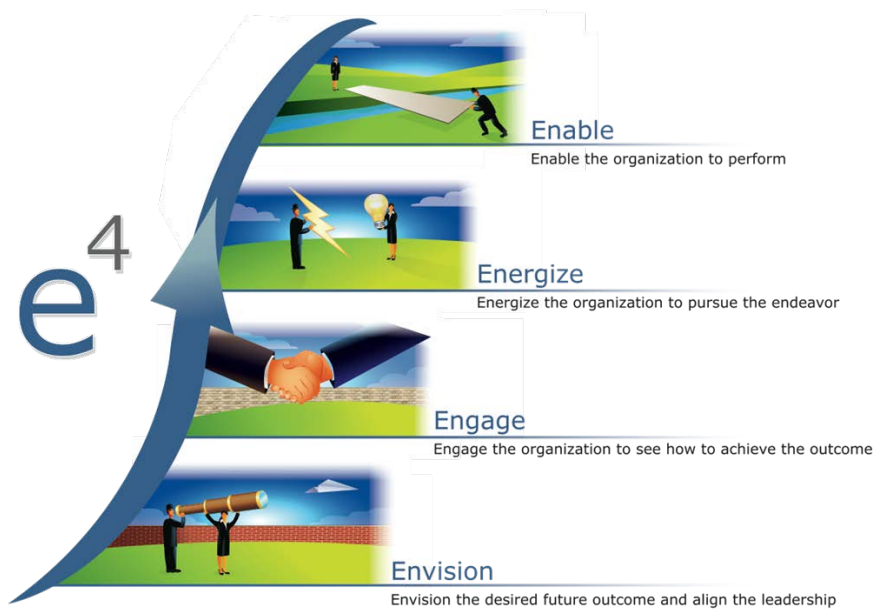 Enable
Enable the organization to perform
e4
Energize
Energize the organization to pursue the endeavor
Engage
Engage the organization to see how to achieve the outcome
Envision
Envision the desired future outcome and align the leadership